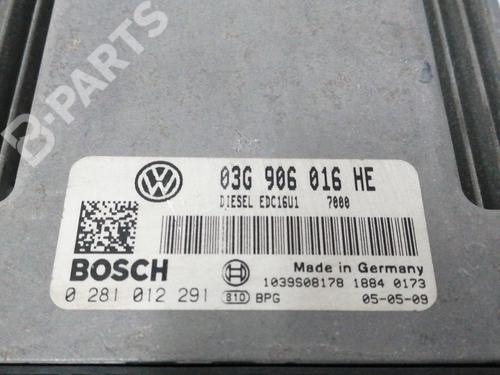 B-PARTS
03G 906 016 HE
DIESEL EDC16U1 7000
BOSCH
Made in Germany
0 281 012 291
810 BPG
1039S08178 1884 0173
05-05-09